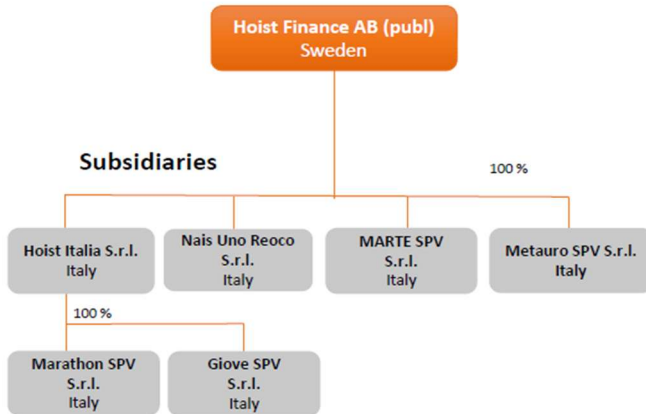 Hoist Finance AB (publ)
Sweden
Subsidiaries
100 %
Hoist Italia S.r.l.
Italy
Nais Uno Reoco
S.r.l.
Italy
MARTE SPV
S.r.l.
Italy
Metauro SPV S.r.l.
Italy
100 %
Marathon SPV
S.r.l.
Italy
Giove SPV
S.r.l.
Italy